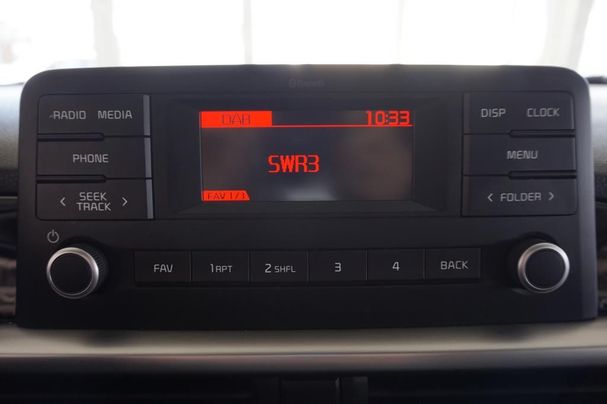 Bluetooth
RADIO MEDIA
PHONE
< SEEK >
TRACK
DAB 10:33
SWR3
FAV 1/3
DISP CLOCK
MENU
< FOLDER >
FAV 1 RPT 2 SHFL 3 4 BACK